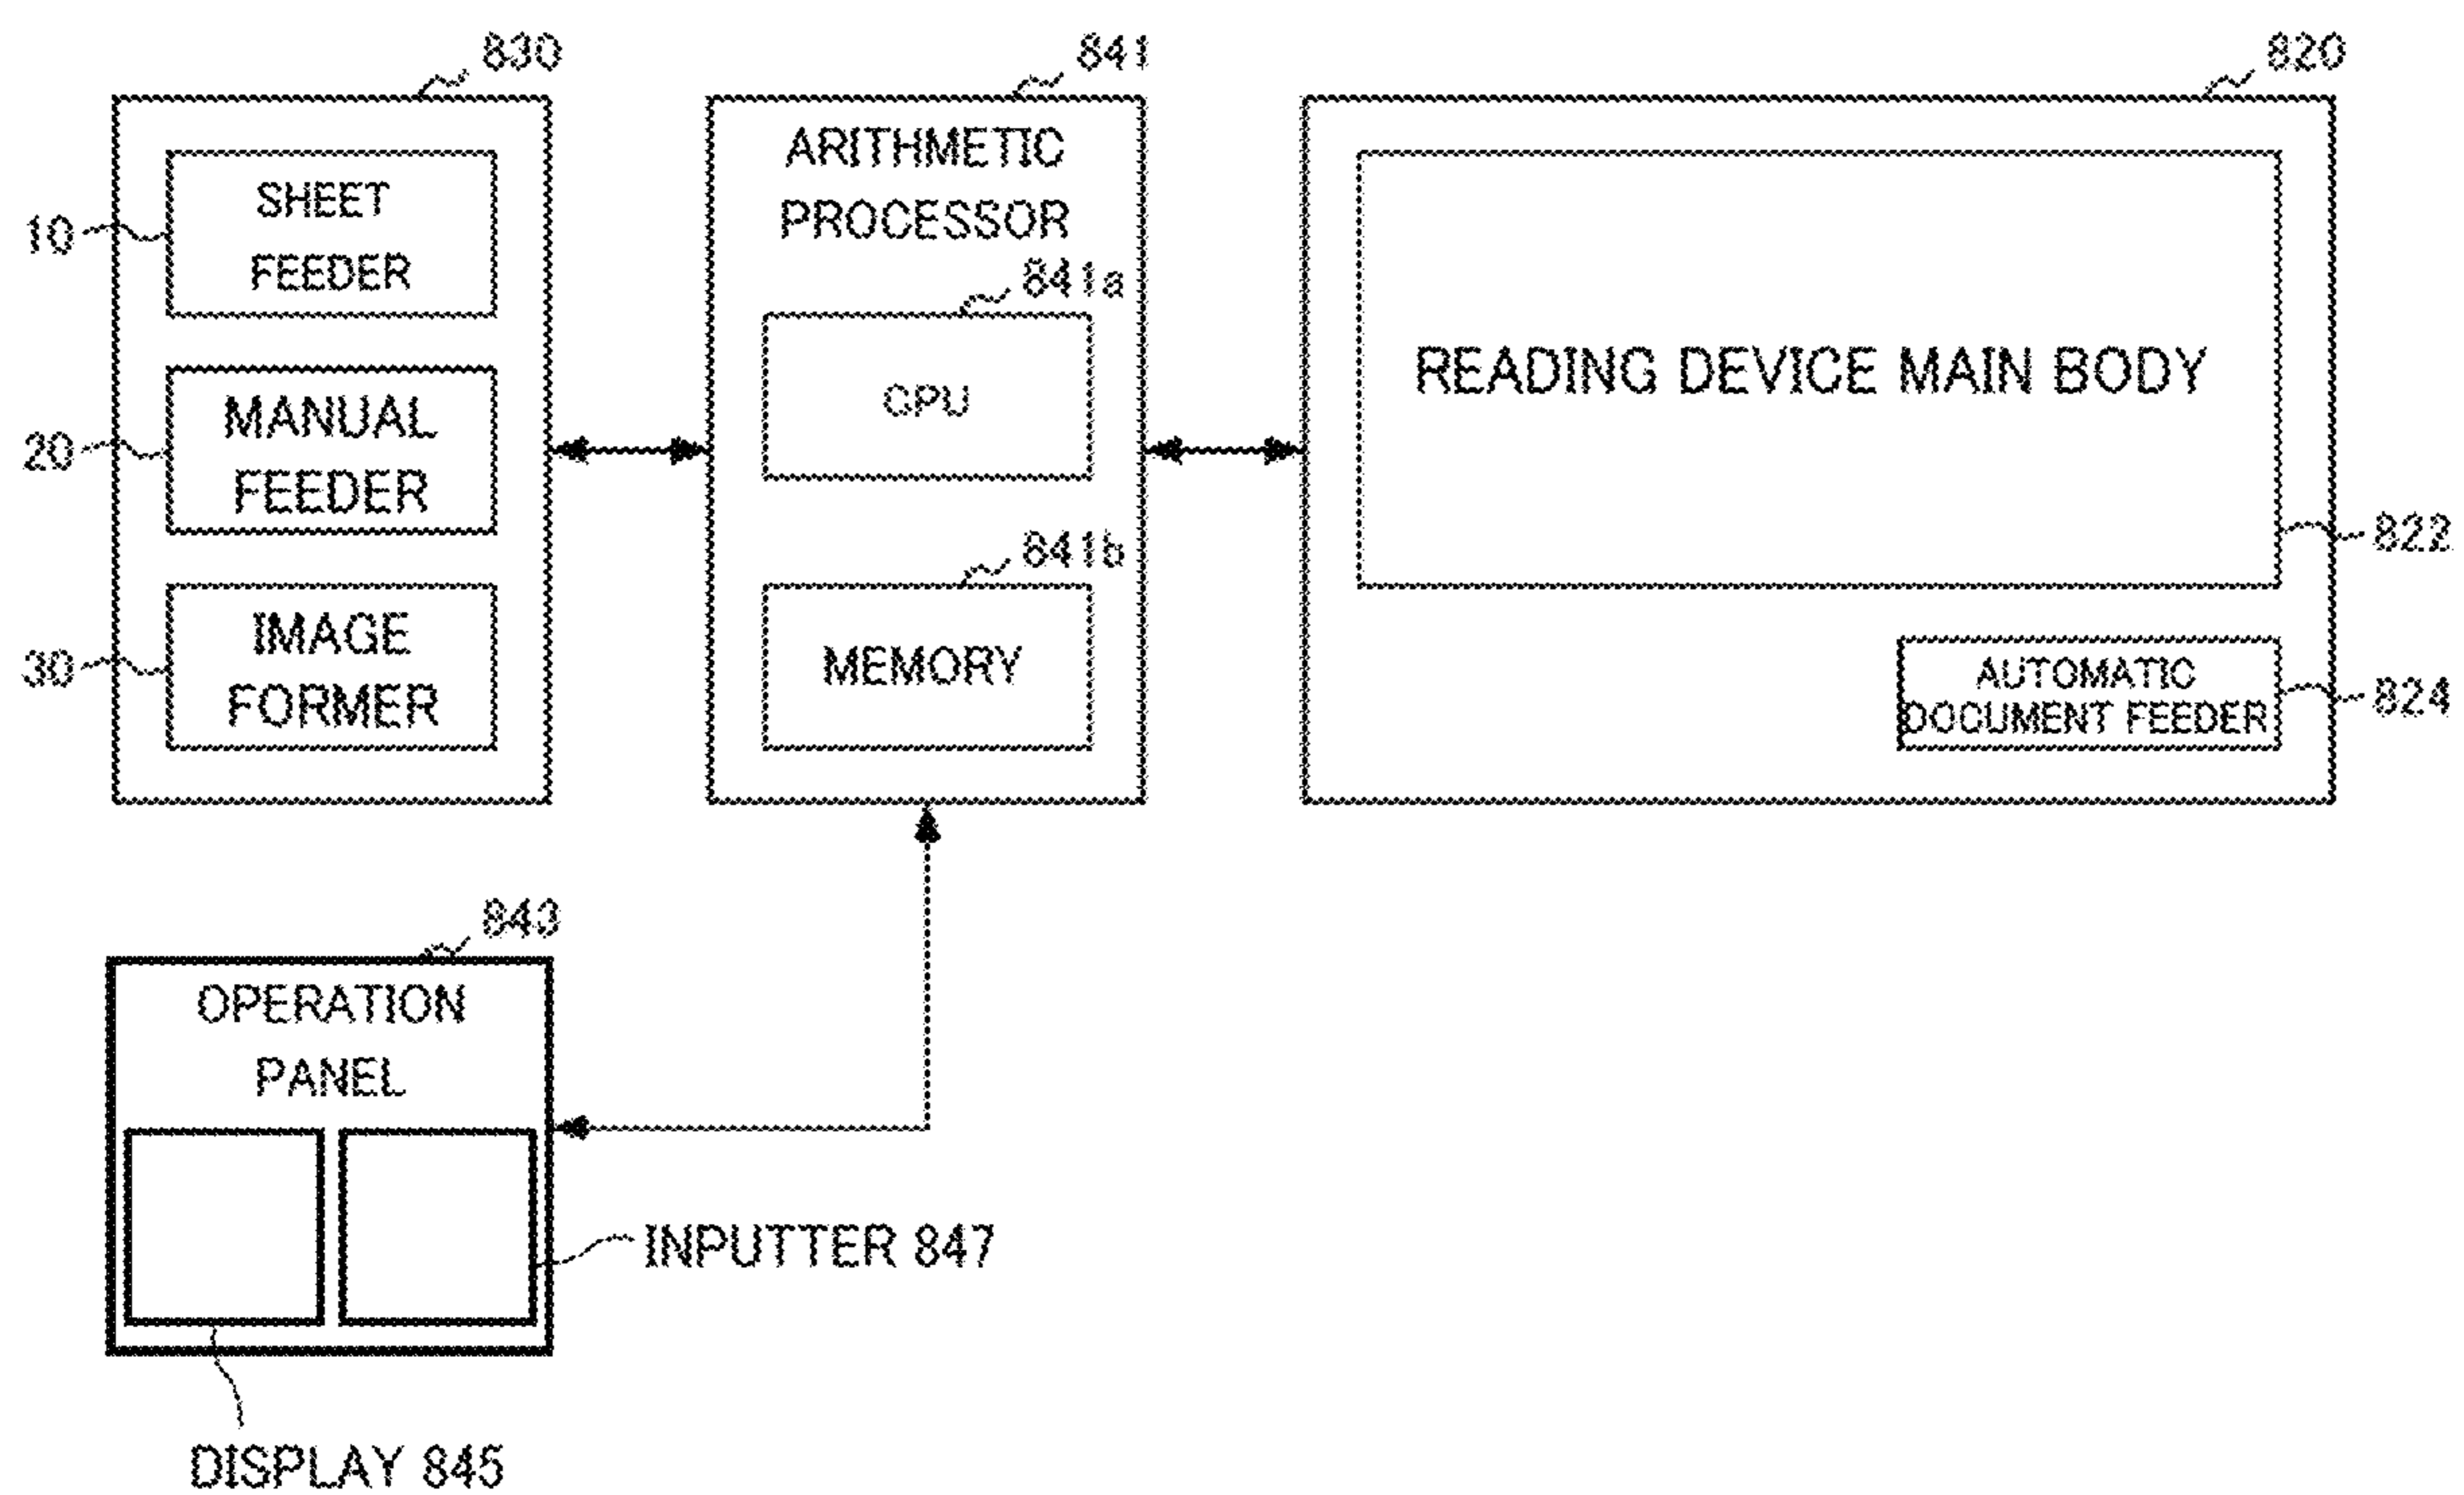 830
SHEET
FEEDER
10
MANUAL
FEEDER
20
IMAGE
FORMER
30
841
ARITHMETIC
PROCESSOR
841a
CPU
841b
MEMORY
820
READING DEVICE MAIN BODY
822
AUTOMATIC
DOCUMENT FEEDER
824
843
OPERATION
PANEL
INPUTTER 847
DISPLAY 845